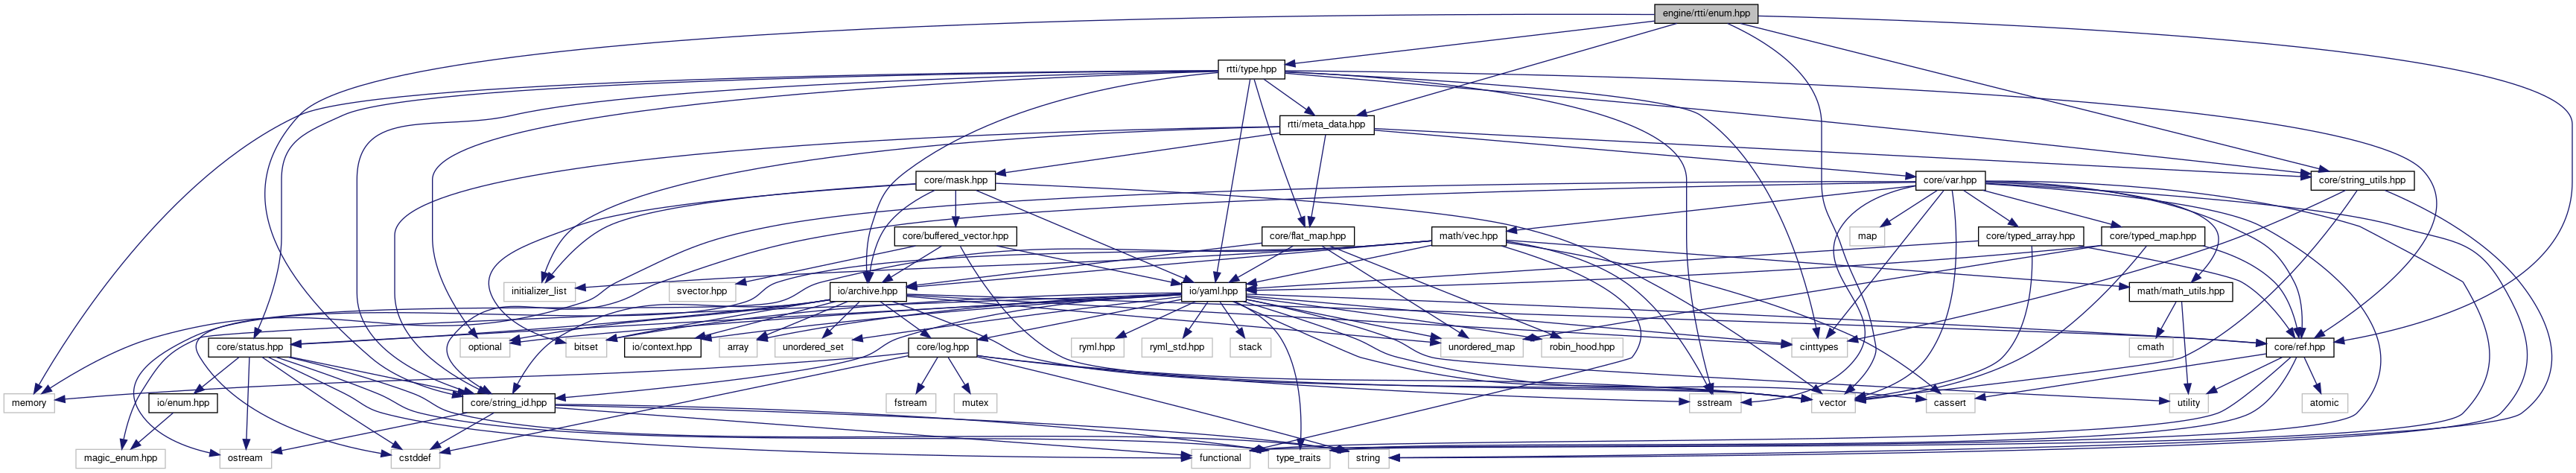 engine/rtti/enum.hpp
rtti/type.hpp
rtti/meta_data.hpp
core/mask.hpp
core/var.hpp
core/string_utils.hpp
core/buffered_vector.hpp
core/flat_map.hpp
math/vec.hpp
map
core/typed_array.hpp
core/typed_map.hpp
initializer_list
svector.hpp
io/archive.hpp
io/yaml.hpp
math/math_utils.hpp
core/status.hpp
optional
bitset
io/context.hpp
array
unordered_set
core/log.hpp
ryml.hpp
ryml_std.hpp
stack
unordered_map
robin_hood.hpp
cinttypes
cmath
core/ref.hpp
memory
io/enum.hpp
core/string_id.hpp
fstream
mutex
sstream
vector
cassert
utility
atomic
magic_enum.hpp
ostream
cstddef
functional
type_traits
string